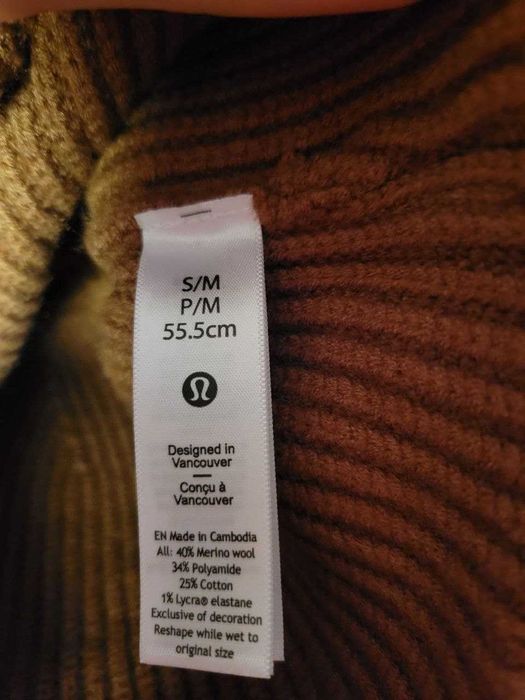 S/M
P/M
55.5cm
Designed in
Vancouver
Conçu à
Vancouver
EN Made in Cambodia
All: 40% Merino wool
34% Polyamide
25% Cotton
1% Lycra® elastane
Exclusive of decoration
Reshape while wet to
original size